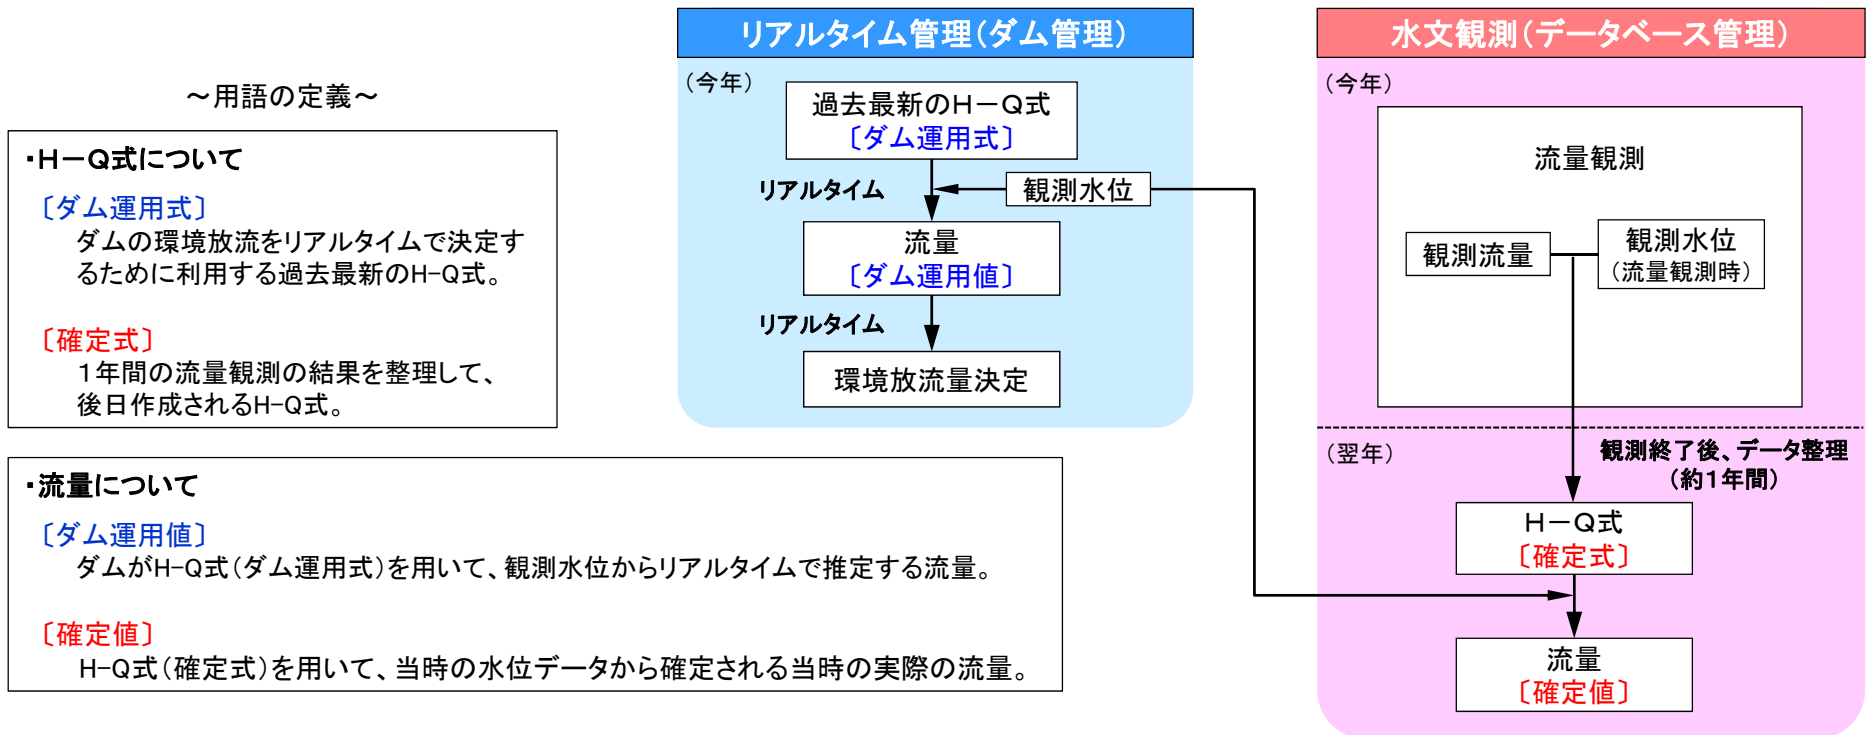 ～用語の定義～
・H－Q式について
〔ダム運用式〕
ダムの環境放流をリアルタイムで決定す
るために利用する過去最新のH-Q式。
〔確定式〕
１年間の流量観測の結果を整理して、
後日作成されるH-Q式。
・流量について
〔ダム運用値〕
ダムがH-Q式（ダム運用式）を用いて、観測水位からリアルタイムで推定する流量。
〔確定値〕
H-Q式（確定式）を用いて、当時の水位データから確定される当時の実際の流量。
リアルタイム管理（ダム管理）
（今年）
過去最新のH－Q式
〔ダム運用式〕
リアルタイム
観測水位
流量
〔ダム運用値〕
リアルタイム
環境放流量決定
水文観測（データベース管理）
（今年）
流量観測
観測流量
観測水位
（流量観測時）
（翌年）
観測終了後、データ整理
（約１年間）
H－Q式
〔確定式〕
流量
〔確定値〕